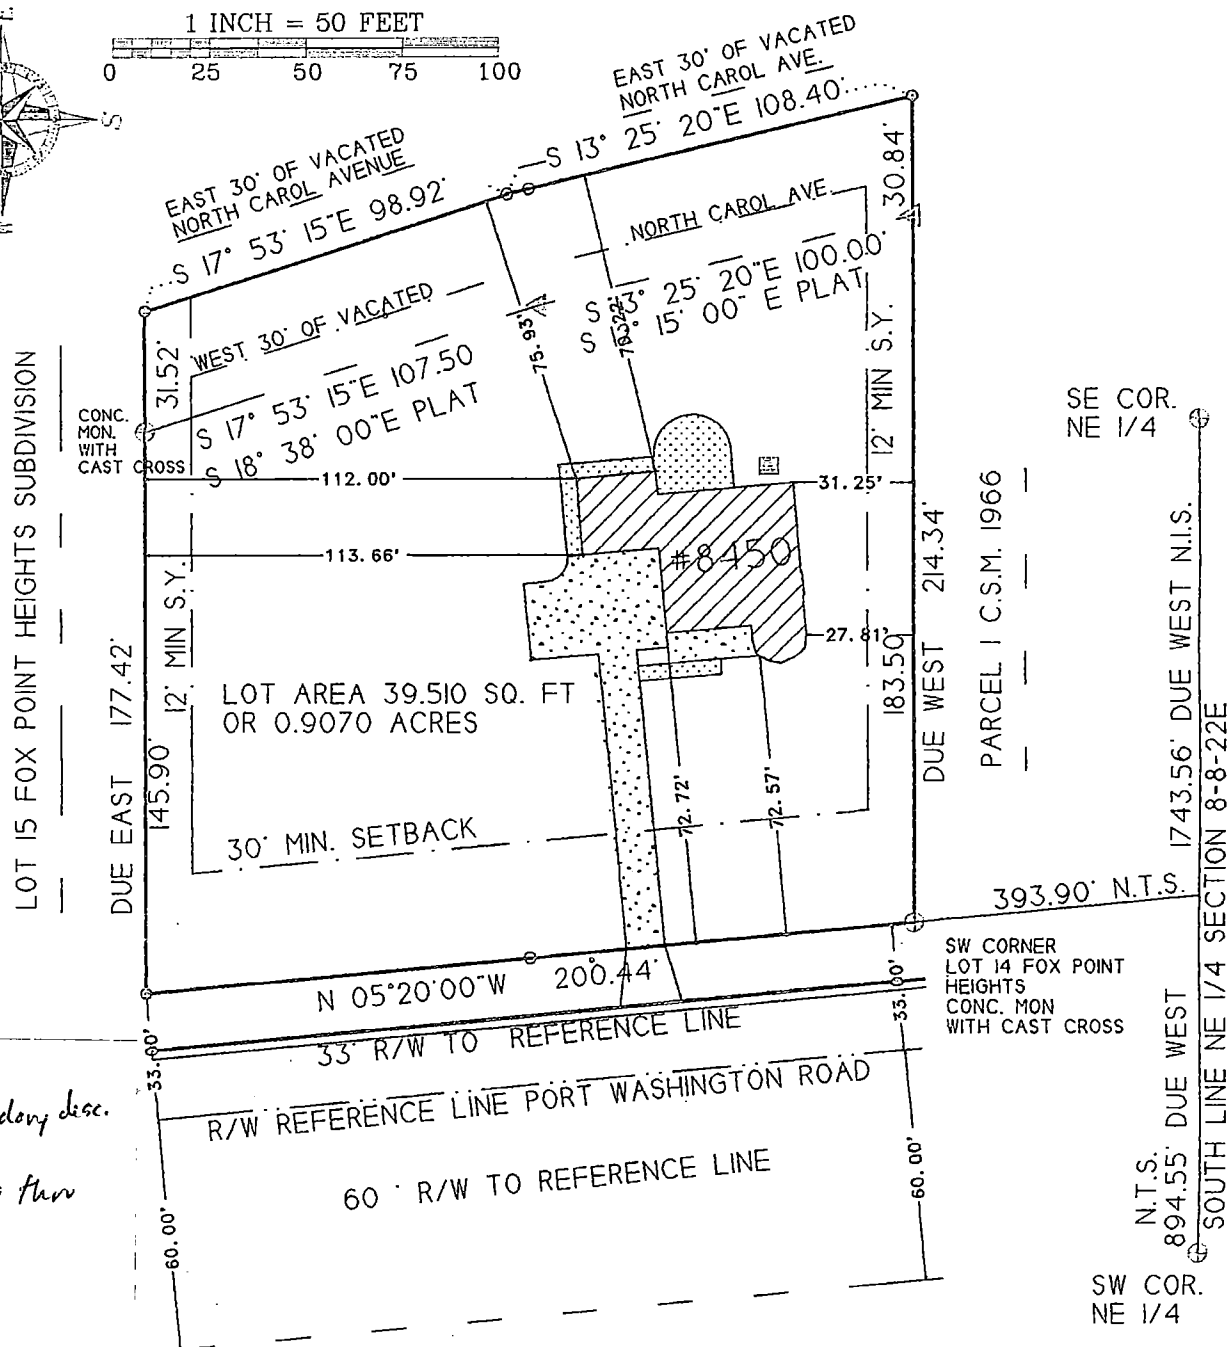 1 INCH = 50 FEET
0 25 50 75 100
S
EAST 30' OF VACATED
NORTH CAROL AVE.
S 13° 25' 20"E 108.40'
EAST 30' OF VACATED
NORTH CAROL AVENUE
S 17° 53' 15"E 98.92'
30.84'
NORTH CAROL AVE.
S 13° 25' 20"E 100.00'
15' 00" E PLAT
WEST 30' OF VACATED
S 17° 53' 15"E 107.50
S 18° 38' 00"E PLAT
31.52'
CONC.
MON.
WITH
CAST CROSS
75.93'
12' MIN S.Y.
112.00'
31.25'
113.66'
#8450
27.81'
LOT 15 FOX POINT HEIGHTS SUBDIVISION
DUE EAST 177.42'
145.90'
12' MIN S.Y.
LOT AREA 39.510 SQ. FT
OR 0.9070 ACRES
183.50'
DUE WEST 214.34'
PARCEL 1 C.S.M. 1966
SE COR.
NE 1/4
1743.56' DUE WEST N.I.S.
SOUTH LINE NE 1/4 SECTION 8-8-22E
72.72'
72.57'
30' MIN. SETBACK
393.90' N.T.S.
N 05°20'00"W 200.44'
SW CORNER
LOT 14 FOX POINT
HEIGHTS
CONC. MON
WITH CAST CROSS
33.00'
33.00'
33' R/W TO REFERENCE LINE
R/W REFERENCE LINE PORT WASHINGTON ROAD
60' R/W TO REFERENCE LINE
60.00'
60.00'
N.T.S.
894.55' DUE WEST
SW COR.
NE 1/4
disc.
thru